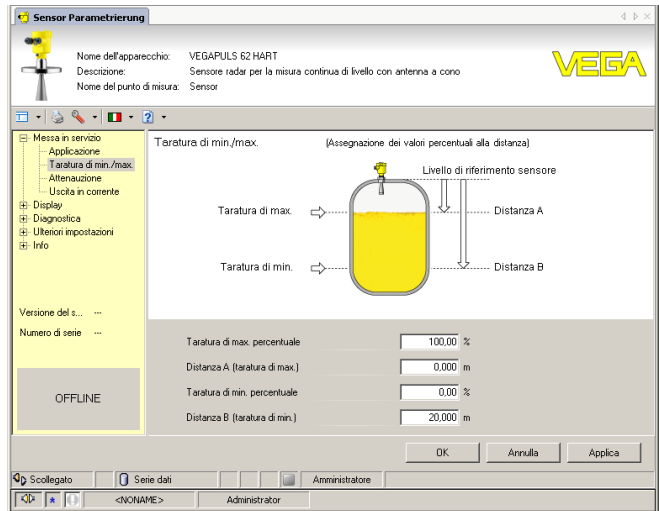 Sensor Parametrierung
Nome dell'apparecchio: VEGAPULS 62 HART
Descrizione: Sensore radar per la misura continua di livello con antenna a cono
Nome del punto di misura: Sensor
VEGA
Messa in servizio
Applicazione
Taratura di min./max.
Attenuazione
Uscita in corrente
Display
Diagnostica
Ulteriori impostazioni
Info
Versione del s... ---
Numero di serie ---
OFFLINE
Taratura di min./max. (Assegnazione dei valori percentuali alla distanza)
Livello di riferimento sensore
Taratura di max. Distanza A
Taratura di min. Distanza B
Taratura di max. percentuale 100,00 %
Distanza A (taratura di max.) 0,000 m
Taratura di min. percentuale 0,00 %
Distanza B (taratura di min.) 20,000 m
OK Annulla Applica
Scollegato Serie dati Amministratore
<NONAME> Administrator